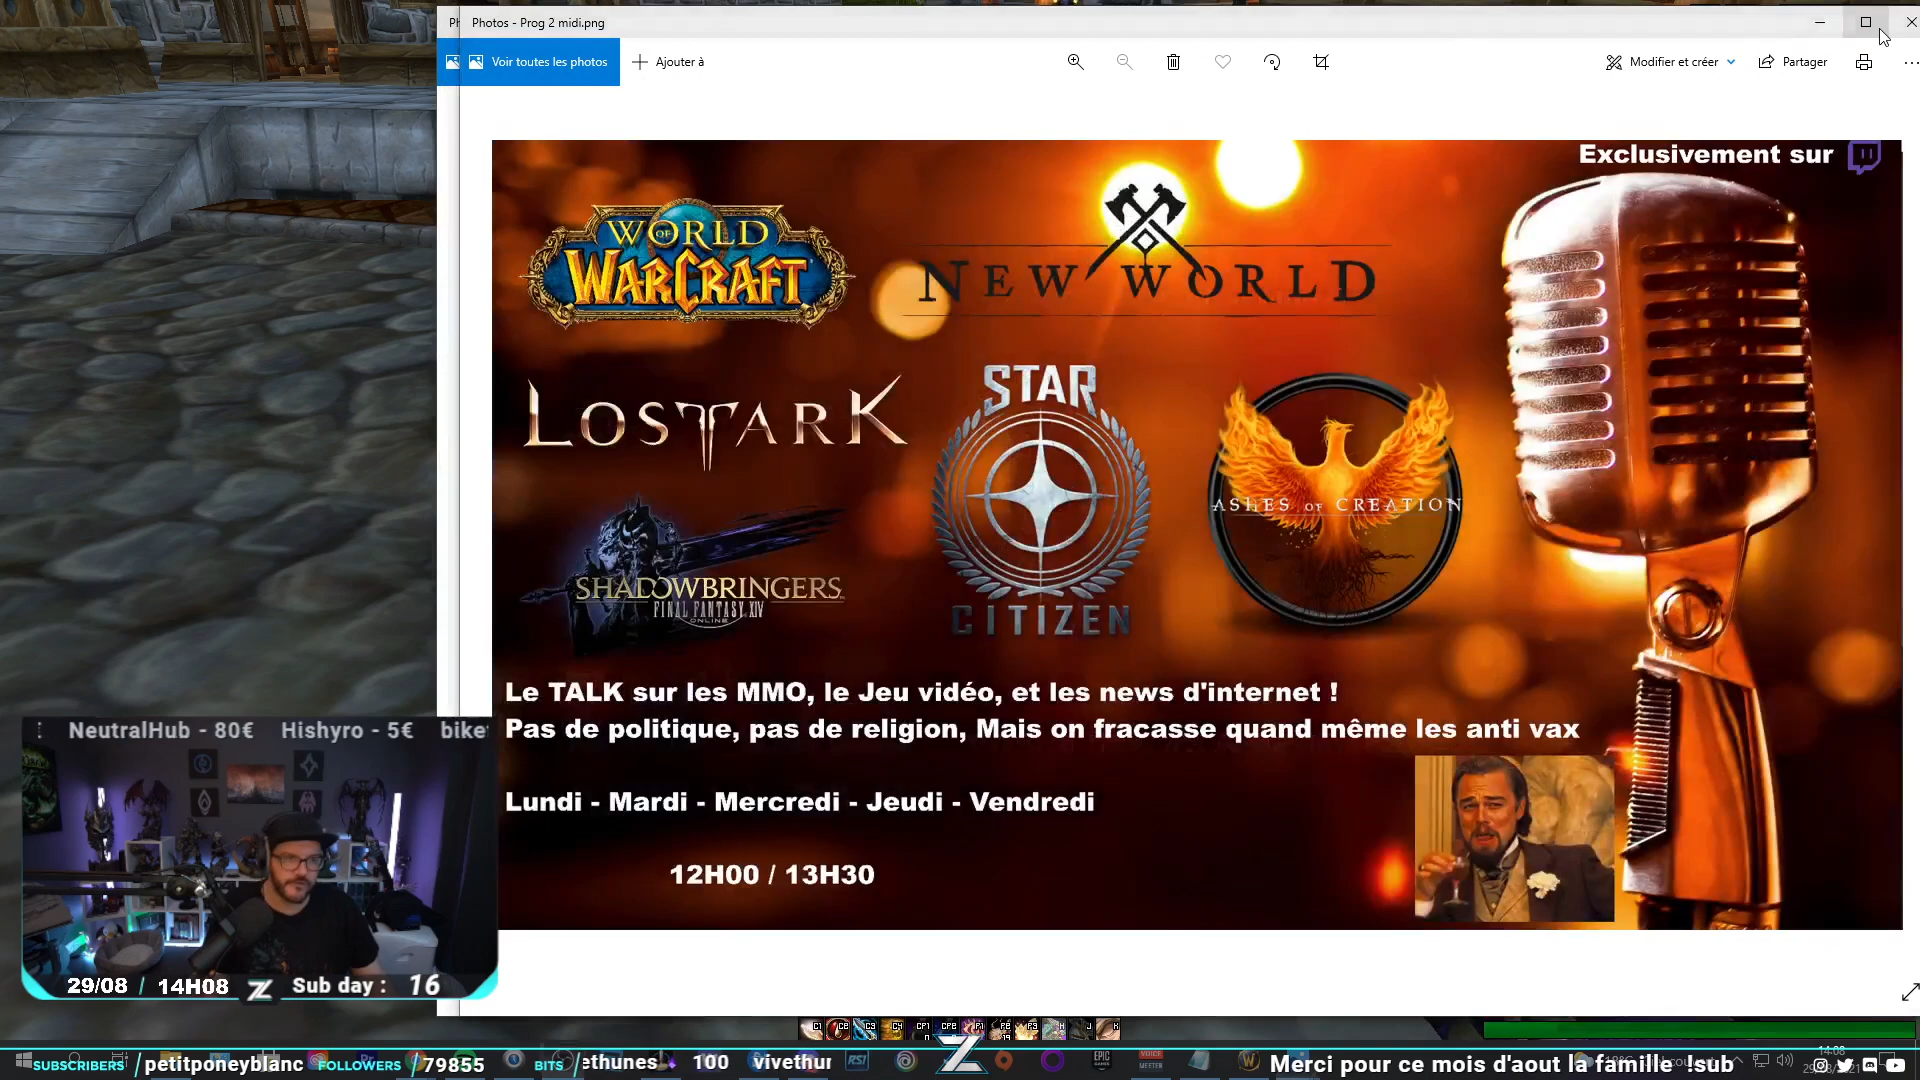 Photos - Prog 2 midi.png
Voir toutes les photos
Ajouter à
Modifier et créer
Partager
Exclusivement sur
WORLD OF WARCRAFT
NEW WORLD
LOST ARK
STAR CITIZEN
ASHES OF CREATION
SHADOWBRINGERS
FINAL FANTASY XIV
ONLINE
Le TALK sur les MMO, le Jeu vidéo, et les news d'internet !
Pas de politique, pas de religion, Mais on fracasse quand même les anti vax
Lundi - Mardi - Mercredi - Jeudi - Vendredi
12H00 / 13H30
NeutralHub - 80€ Hishyro - 5€ bike
29/08 / 14H08 Z Sub day : 16
SUBSCRIBERS / petitponeyblanc FOLLOWERS / 79855 BITS / ethunes 100 vivethur
Merci pour ce mois d'aout la famille !sub